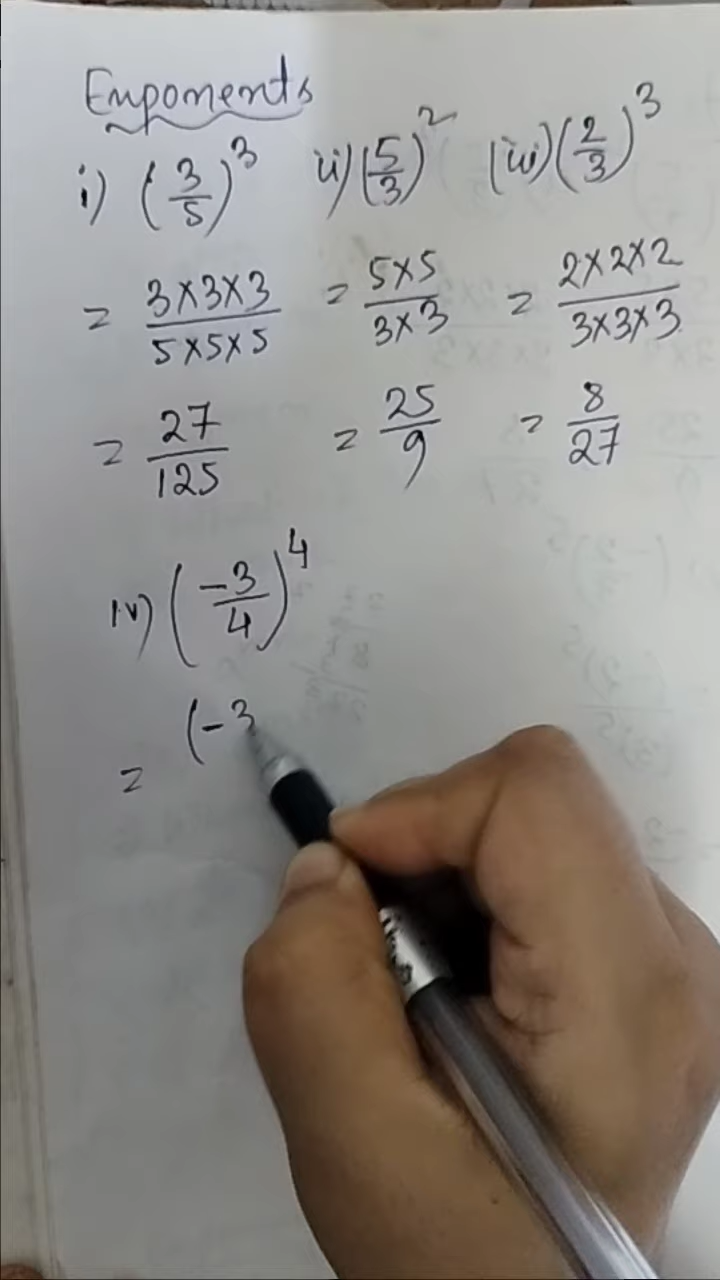 Exponents
i) (3/5)^3 ii) (5/3)^2 (iii) (2/3)^3
= 3×3×3/5×5×5 = 5×5/3×3 = 2×2×2/3×3×3
= 27/125 = 25/9 = 8/27
iv) (-3/4)^4
= (-3